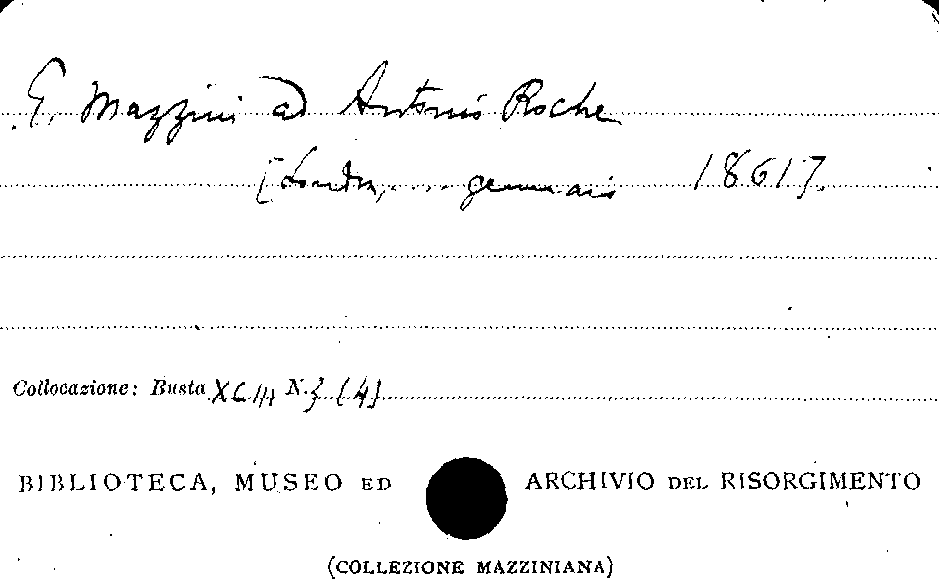 G. Mazzini ad Antonio Roche
[Londra, ..... gennaio 1861].
Collocazione: Busta XCIII N. 3 (4)
BIBLIOTECA, MUSEO ED ARCHIVIO DEL RISORGIMENTO
(COLLEZIONE MAZZINIANA)